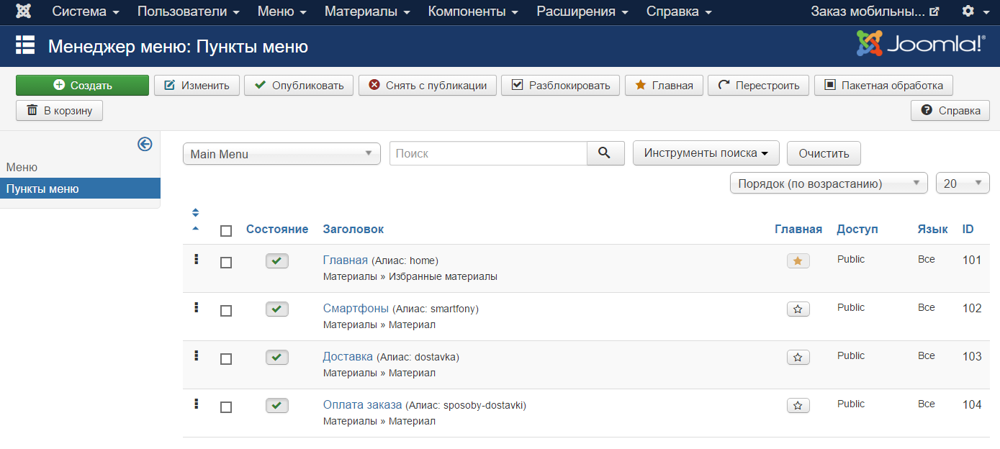 Система Пользователи Меню Материалы Компоненты Расширения Справка Заказ мобильны...
Менеджер меню: Пункты меню Joomla!®
Создать Изменить Опубликовать Снять с публикации Разблокировать Главная Перестроить Пакетная обработка
В корзину Справка
Main Menu Поиск Инструменты поиска Очистить
Меню
Порядок (по возрастанию) 20
Пункты меню
Состояние Заголовок Главная Доступ Язык ID
Главная (Алиас: home) Public Все 101
Материалы » Избранные материалы
Смартфоны (Алиас: smartfony) Public Все 102
Материалы » Материал
Доставка (Алиас: dostavka) Public Все 103
Материалы » Материал
Оплата заказа (Алиас: sposoby-dostavki) Public Все 104
Материалы » Материал